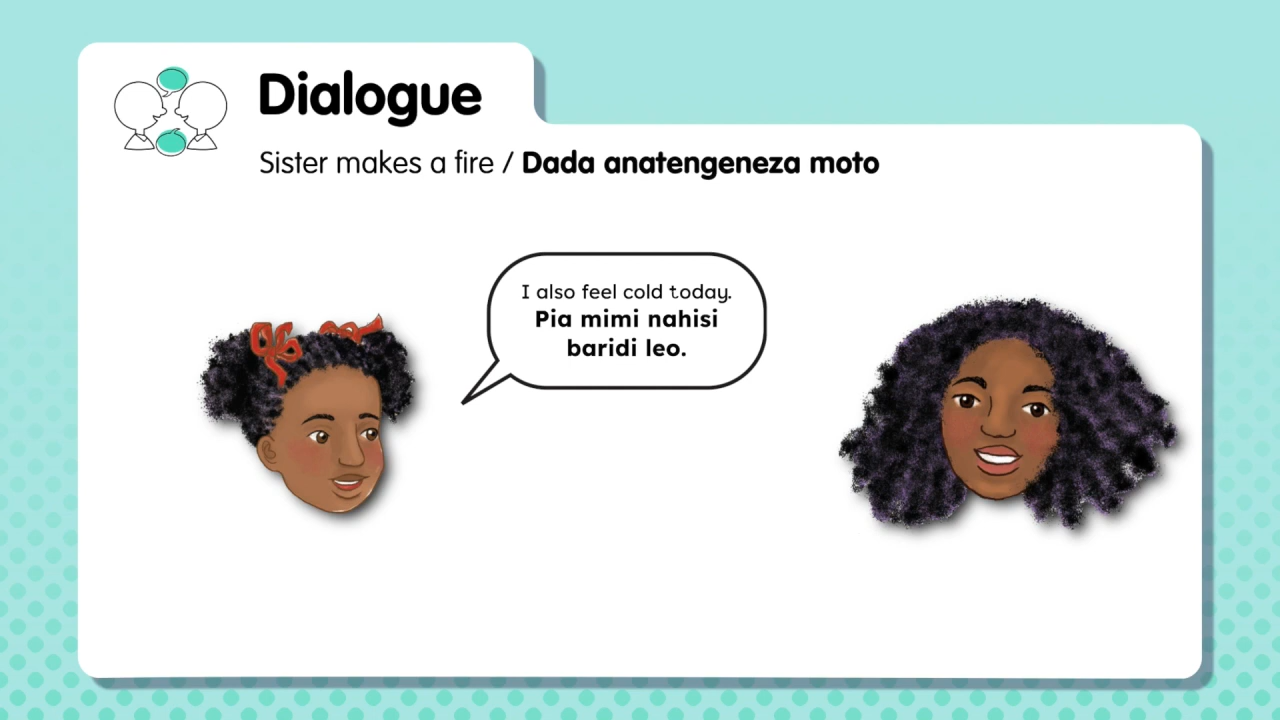 Dialogue
Sister makes a fire / Dada anatengeneza moto
I also feel cold today.
Pia mimi nahisi
baridi leo.